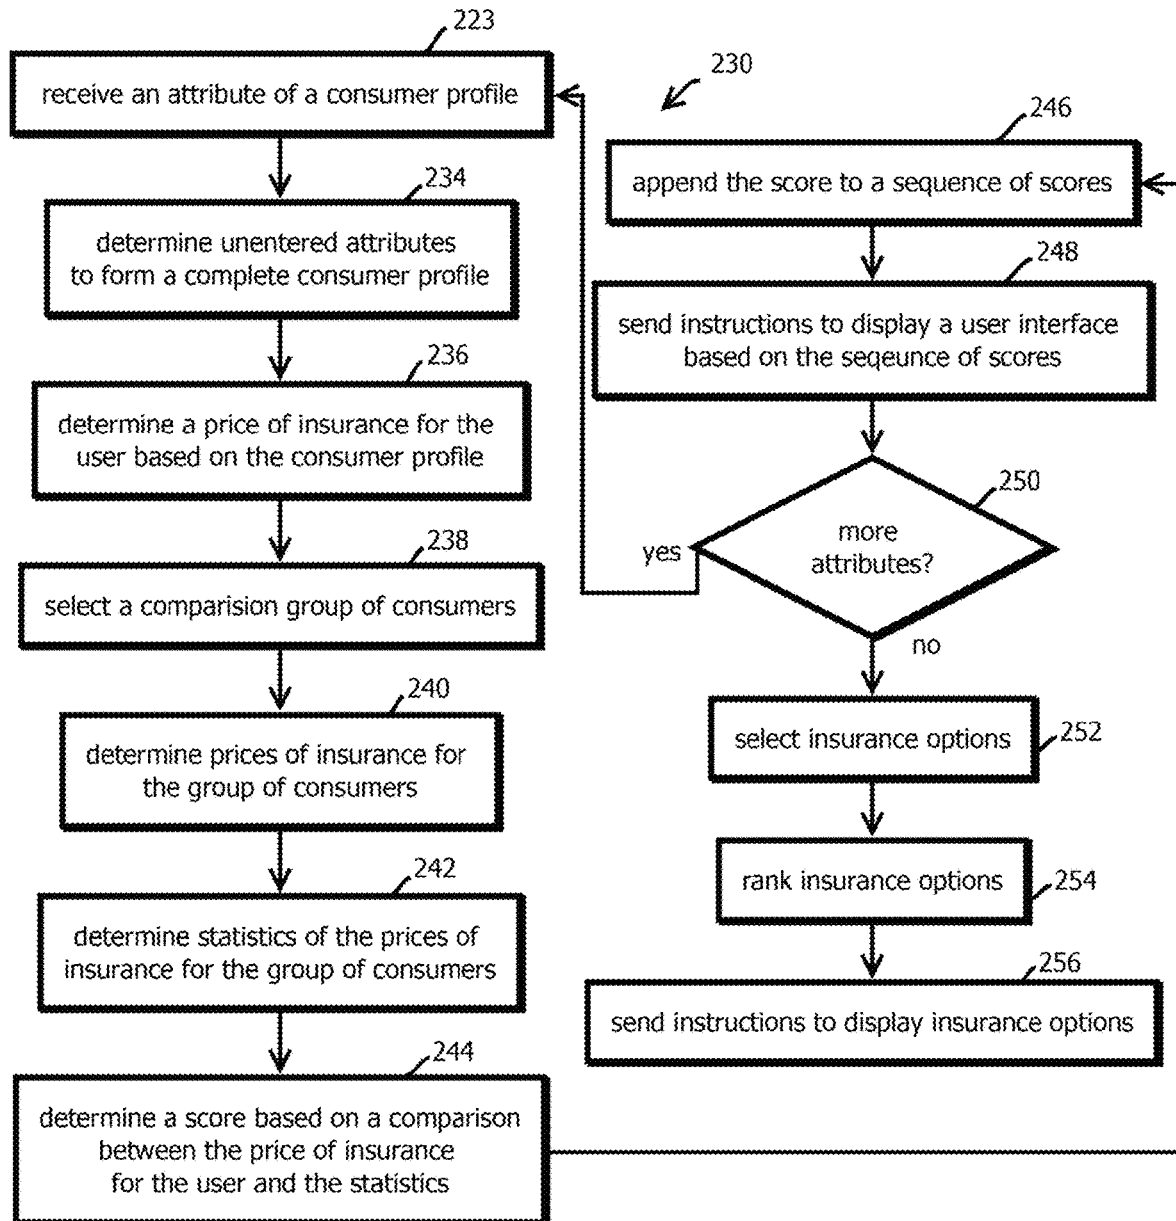 223
receive an attribute of a consumer profile
234
determine unentered attributes
to form a complete consumer profile
236
determine a price of insurance for the
user based on the consumer profile
238
select a comparision group of consumers
240
determine prices of insurance for
the group of consumers
242
determine statistics of the prices of
insurance for the group of consumers
244
determine a score based on a comparison
between the price of insurance
for the user and the statistics
230
246
append the score to a sequence of scores
248
send instructions to display a user interface
based on the seqeunce of scores
250
more
attributes?
yes
no
select insurance options
252
rank insurance options
254
256
send instructions to display insurance options